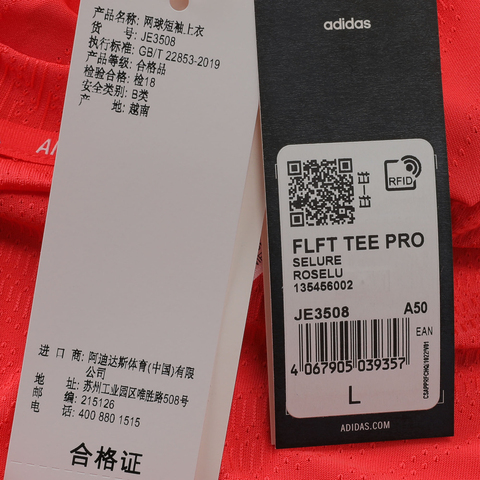 产品名称: 网球短袖上衣
货 号: JE3508
执行标准: GB/T 22853-2019
产品等级: 合格品
检验合格: 检18
安全类别: B类
产 地: 越南
进 口 商: 阿迪达斯体育(中国)有限
公司
地 址: 苏州工业园区唯胜路508号
邮 编: 215126
电 话: 400 880 1515
合格证
adidas
RFID
FLFT TEE PRO
SELURE
ROSELU
135456002
JE3508 A50
EAN
4 067905 039357
L
ADIDAS.COM